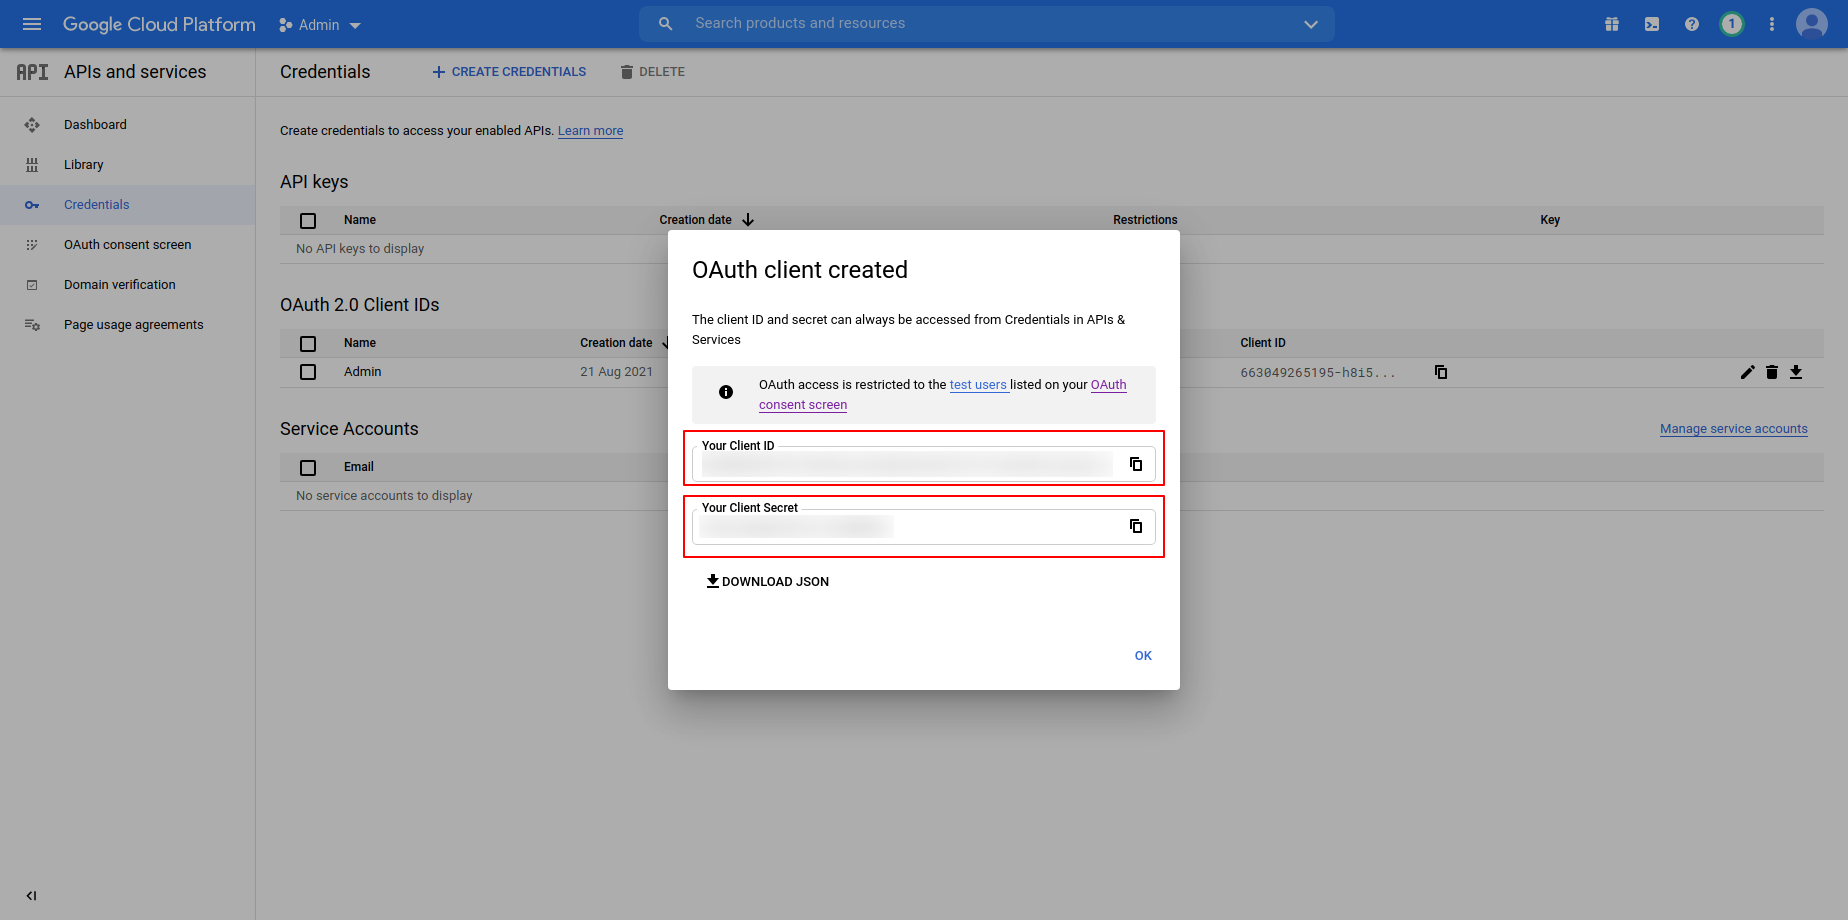 Google Cloud Platform
Admin
Search products and resources
1
API
APIs and services
Credentials
CREATE CREDENTIALS
DELETE
Dashboard
Library
Credentials
OAuth consent screen
Domain verification
Page usage agreements
Create credentials to access your enabled APIs. Learn more
API keys
Name Creation date Restrictions Key
No API keys to display
OAuth 2.0 Client IDs
Name Creation date Client ID
Admin 21 Aug 2021 663049265195-h8i5...
Service Accounts
Manage service accounts
Email
No service accounts to display
OAuth client created
The client ID and secret can always be accessed from Credentials in APIs &
Services
OAuth access is restricted to the test users listed on your OAuth
consent screen
Your Client ID
Your Client Secret
DOWNLOAD JSON
OK